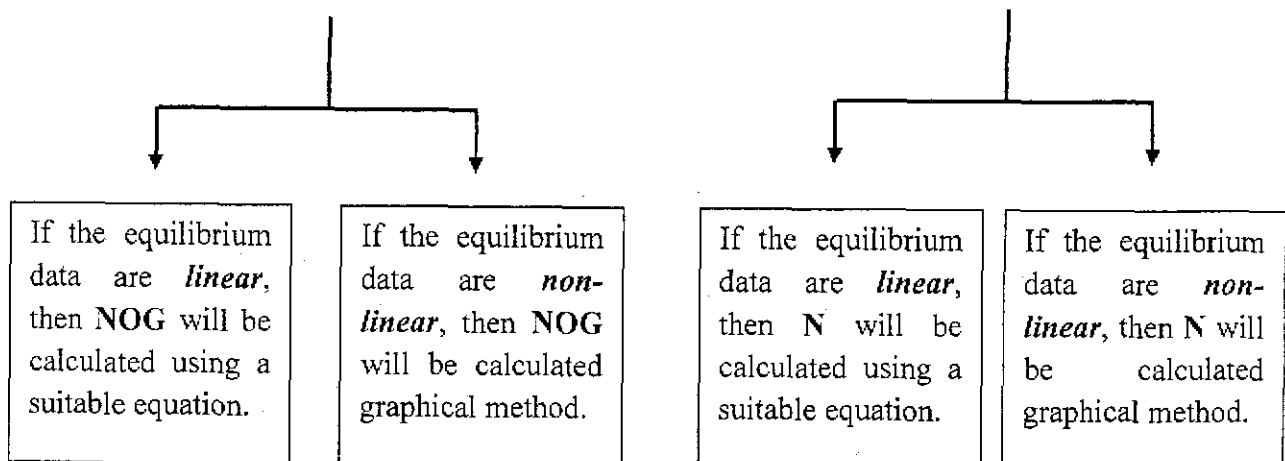 If the equilibrium
data are linear,
then NOG will be
calculated using a
suitable equation.
If the equilibrium
data are non-
linear, then NOG
will be calculated
graphical method.
If the equilibrium
data are linear,
then N will be
calculated using a
suitable equation.
If the equilibrium
data are non-
linear, then N will
be calculated
graphical method.